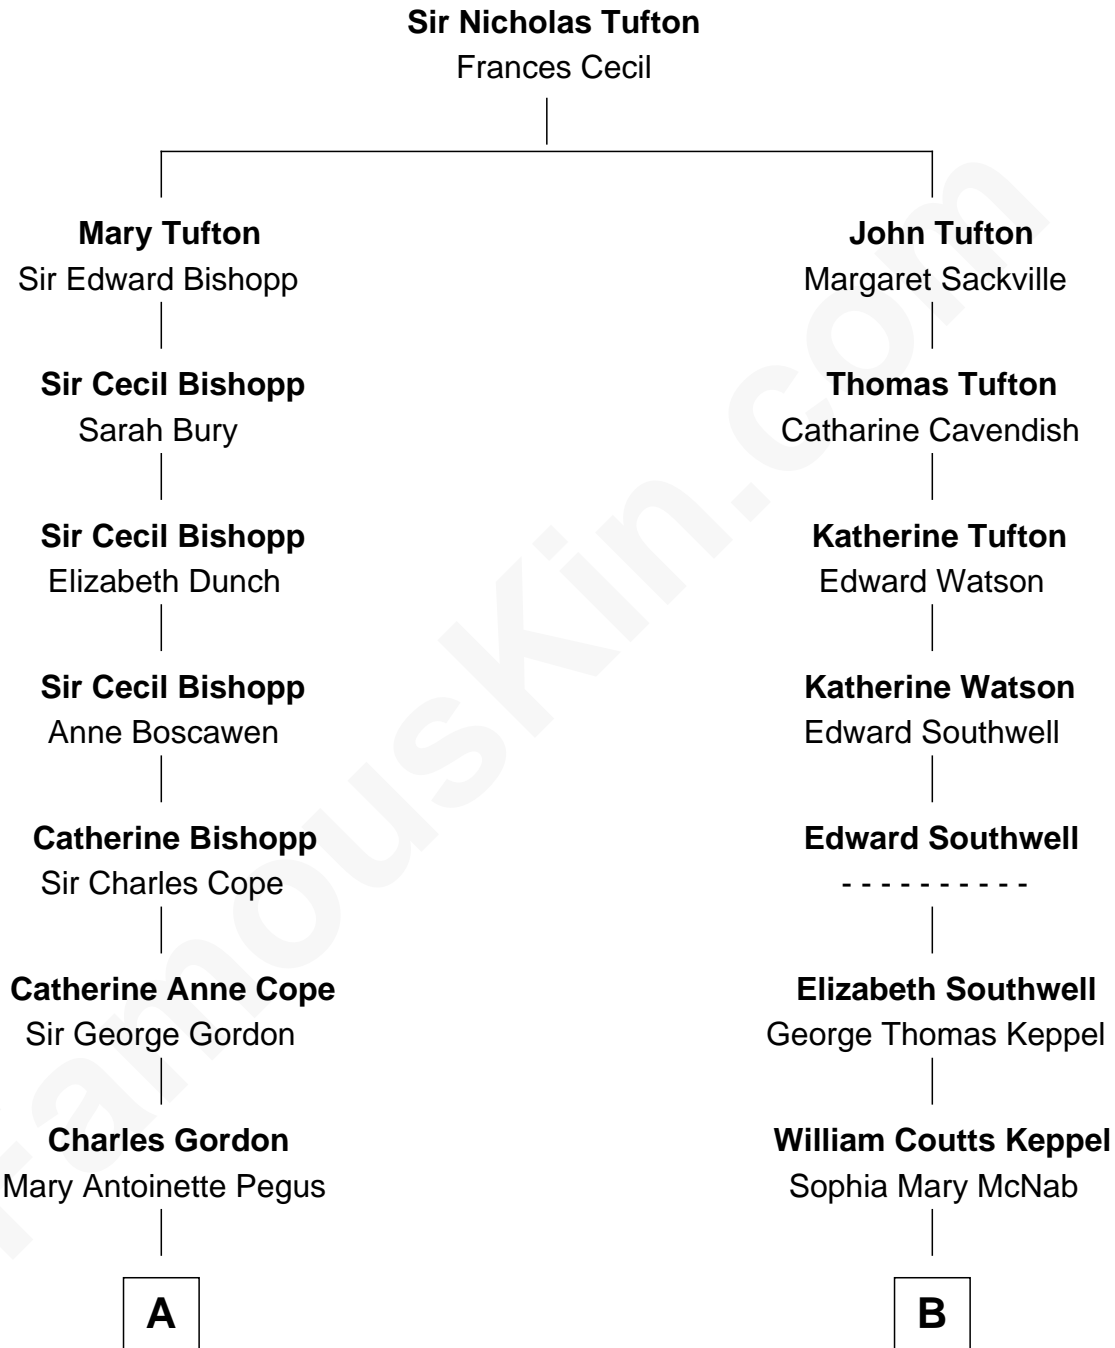 Sir Nicholas Tufton
Frances Cecil
Mary Tufton
Sir Edward Bishopp
Sir Cecil Bishopp
Sarah Bury
Sir Cecil Bishopp
Elizabeth Dunch
Sir Cecil Bishopp
Anne Boscawen
Catherine Bishopp
Sir Charles Cope
Catherine Anne Cope
Sir George Gordon
Charles Gordon
Mary Antoinette Pegus
A
John Tufton
Margaret Sackville
Thomas Tufton
Catharine Cavendish
Katherine Tufton
Edward Watson
Katherine Watson
Edward Southwell
Edward Southwell
- - - - - - - - - -
Elizabeth Southwell
George Thomas Keppel
William Coutts Keppel
Sophia Mary McNab
B
FamousKin.com